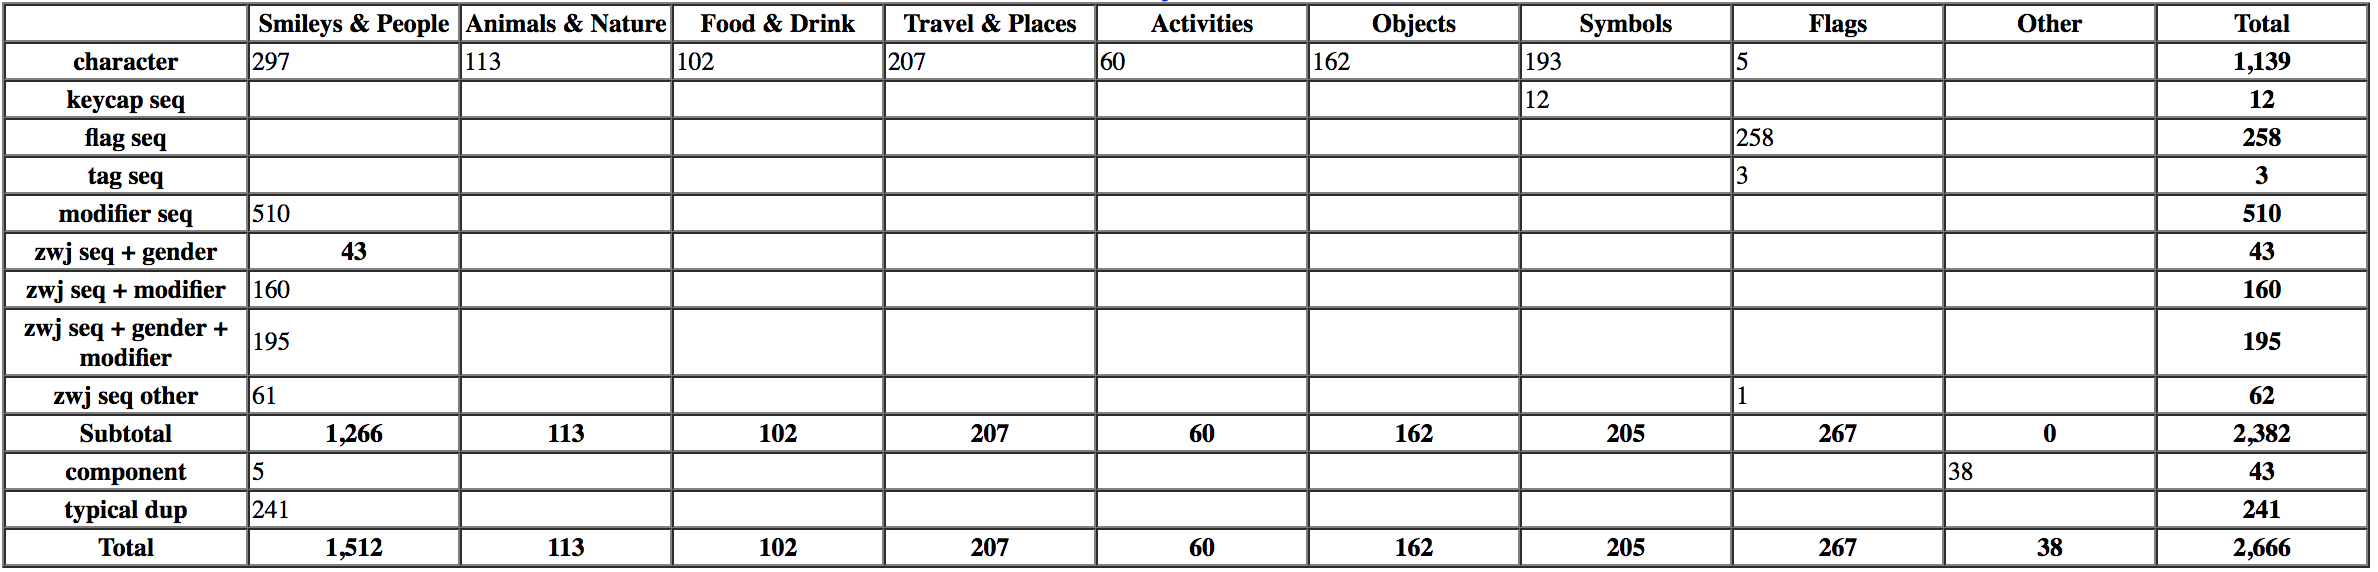 Smileys & People Animals & Nature Food & Drink Travel & Places Activities Objects Symbols Flags Other Total
character 297 113 102 207 60 162 193 5 1,139
keycap seq 12 12
flag seq 258 258
tag seq 3 3
modifier seq 510 510
zwj seq + gender 43 43
zwj seq + modifier 160 160
zwj seq + gender +
modifier 195 195
zwj seq other 61 1 62
Subtotal 1,266 113 102 207 60 162 205 267 0 2,382
component 5 38 43
typical dup 241 241
Total 1,512 113 102 207 60 162 205 267 38 2,666